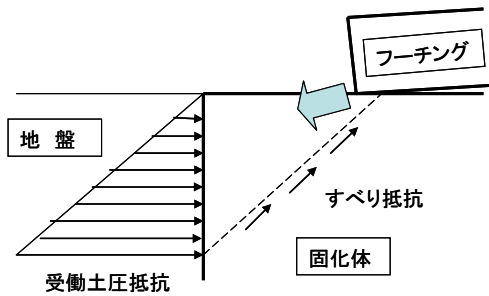 フーチング
地 盤
すべり抵抗
固化体
受働土圧抵抗